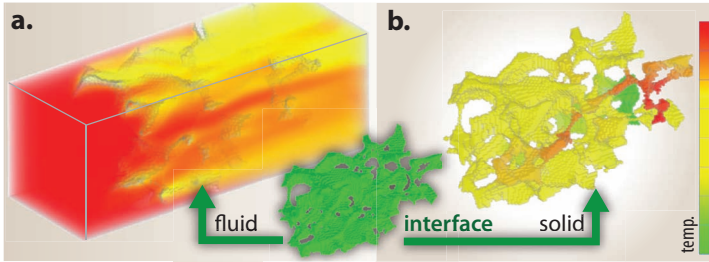 a.
b.
fluid
interface
solid
temp.